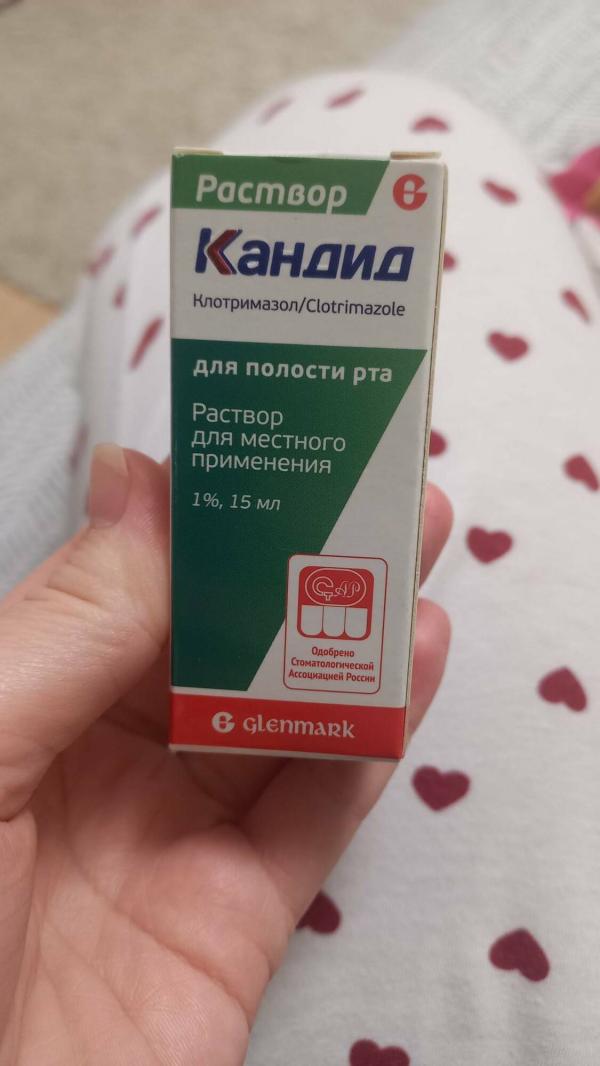 Раствор
Кандид
Клотримазол/Clotrimazole
для полости рта
Раствор
для местного
применения
1%, 15 мл
СтАР
Одобрено
Стоматологической
Ассоциацией России
Glenmark